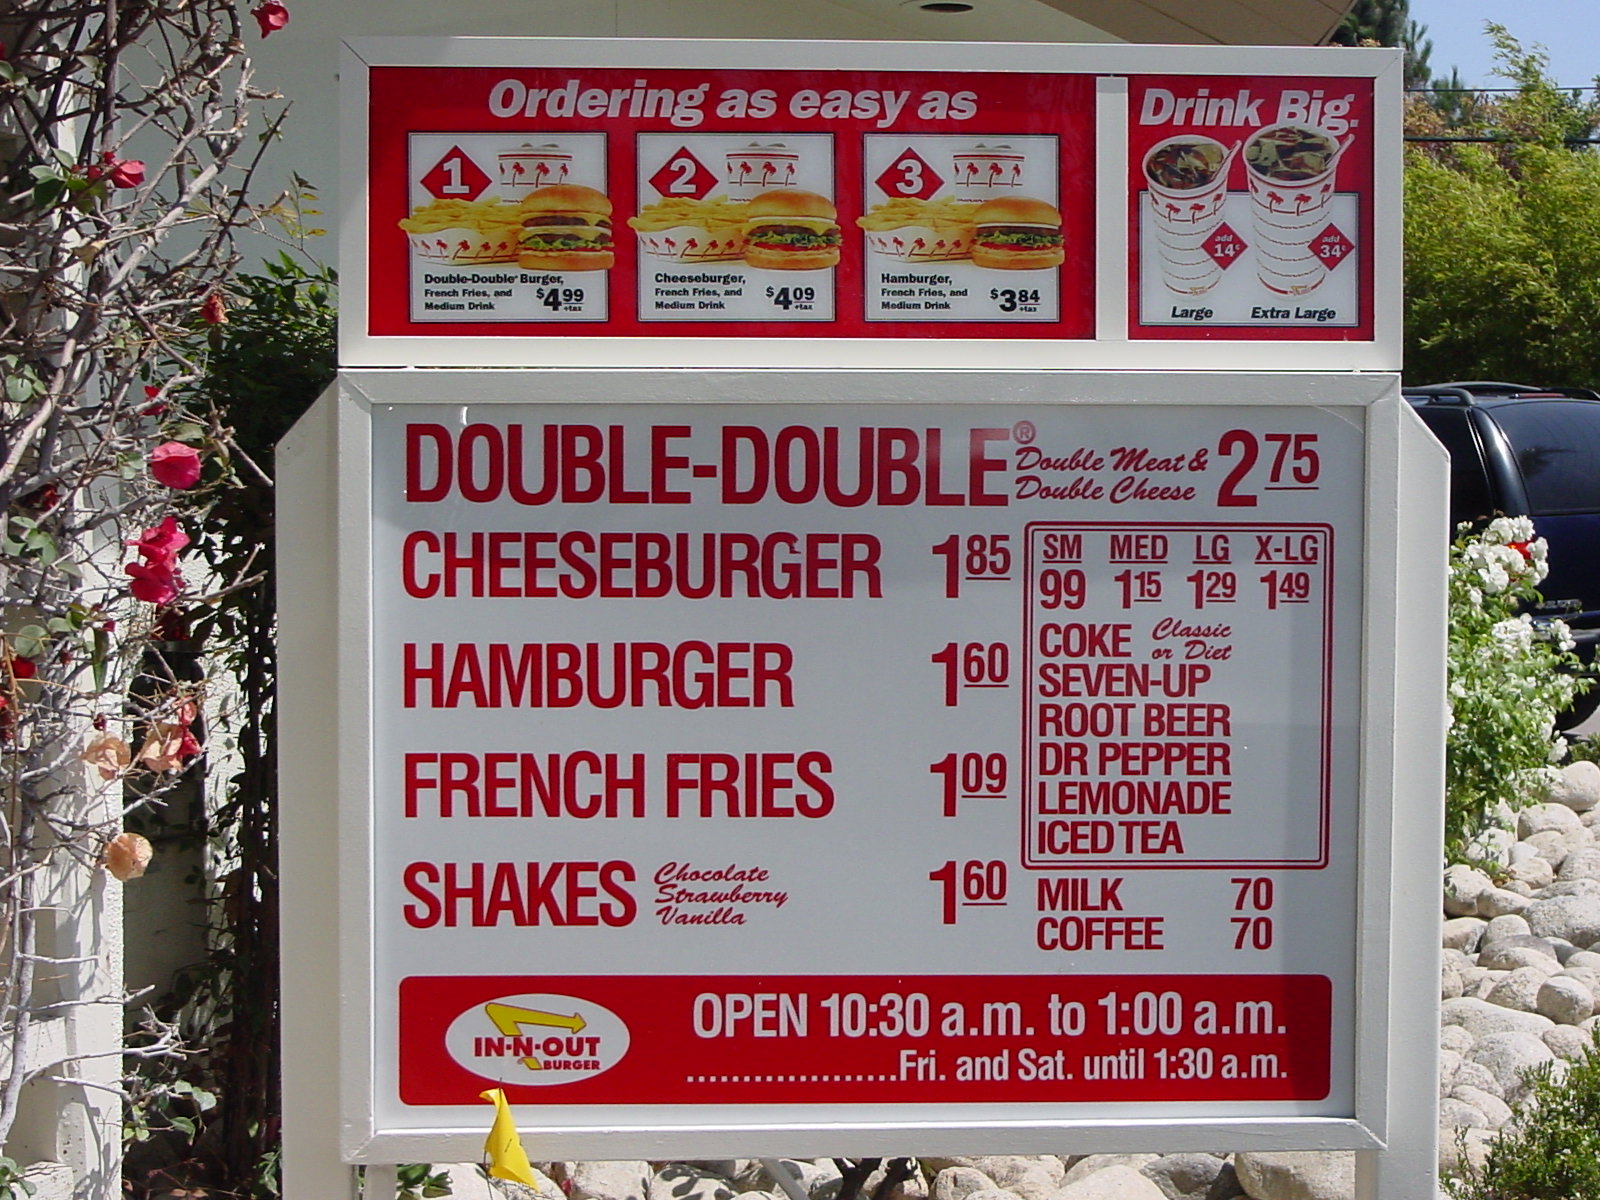 Ordering as easy as
1
Double-Double® Burger,
French Fries, and
Medium Drink
$4.99
+tax
2
Cheeseburger,
French Fries, and
Medium Drink
$4.09
+tax
3
Hamburger,
French Fries, and
Medium Drink
$3.84
+tax
Drink Big.
add
14¢
add
34¢
Large Extra Large
DOUBLE-DOUBLE® Double Meat & Double Cheese 2 75
CHEESEBURGER 1 85
HAMBURGER 1 60
FRENCH FRIES 1 09
SHAKES Chocolate Strawberry Vanilla 1 60
SM MED LG X-LG
99 1 15 1 29 1 49
COKE Classic or Diet
SEVEN-UP
ROOT BEER
DR PEPPER
LEMONADE
ICED TEA
MILK 70
COFFEE 70
IN-N-OUT
BURGER
OPEN 10:30 a.m. to 1:00 a.m.
...................Fri. and Sat. until 1:30 a.m.